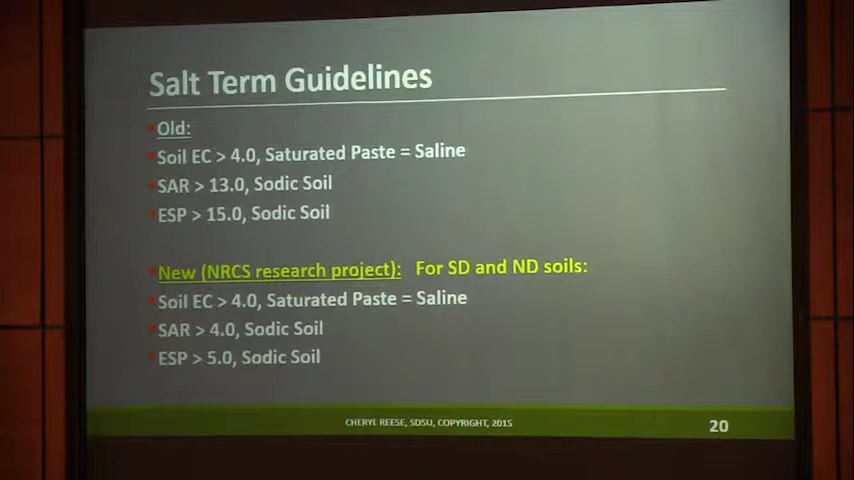 Salt Term Guidelines
Old:
Soil EC > 4.0, Saturated Paste = Saline
SAR > 13.0, Sodic Soil
ESP > 15.0, Sodic Soil
New (NRCS research project): For SD and ND soils:
Soil EC > 4.0, Saturated Paste = Saline
SAR > 4.0, Sodic Soil
ESP > 5.0, Sodic Soil
CHERYL REESE, SDSU, COPYRIGHT, 2015
20